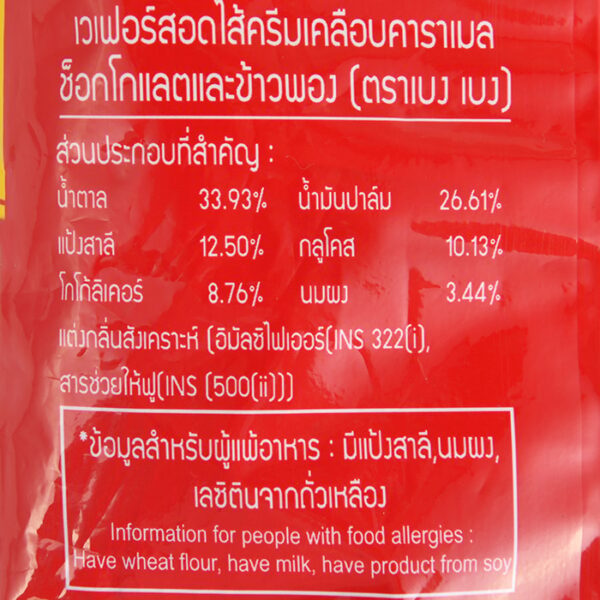 เวเฟอร์สอดไส้ครีมเคลือบคาราเมล
ช็อกโกแลตและข้าวพอง (ตราเบง เบง)
ส่วนประกอบที่สำคัญ :
น้ำตาล 33.93% น้ำมันปาล์ม 26.61%
แป้งสาลี 12.50% กลูโคส 10.13%
โกโก้ลิเคอร์ 8.76% นมผง 3.44%
แต่งกลิ่นสังเคราะห์ (อิมัลซิไฟเออร์(INS 322(i),
สารช่วยให้ฟู(INS (500(ii)))
*ข้อมูลสำหรับผู้แพ้อาหาร : มีแป้งสาลี,นมผง,
เลซิตินจากถั่วเหลือง
Information for people with food allergies :
Have wheat flour, have milk, have product from soy